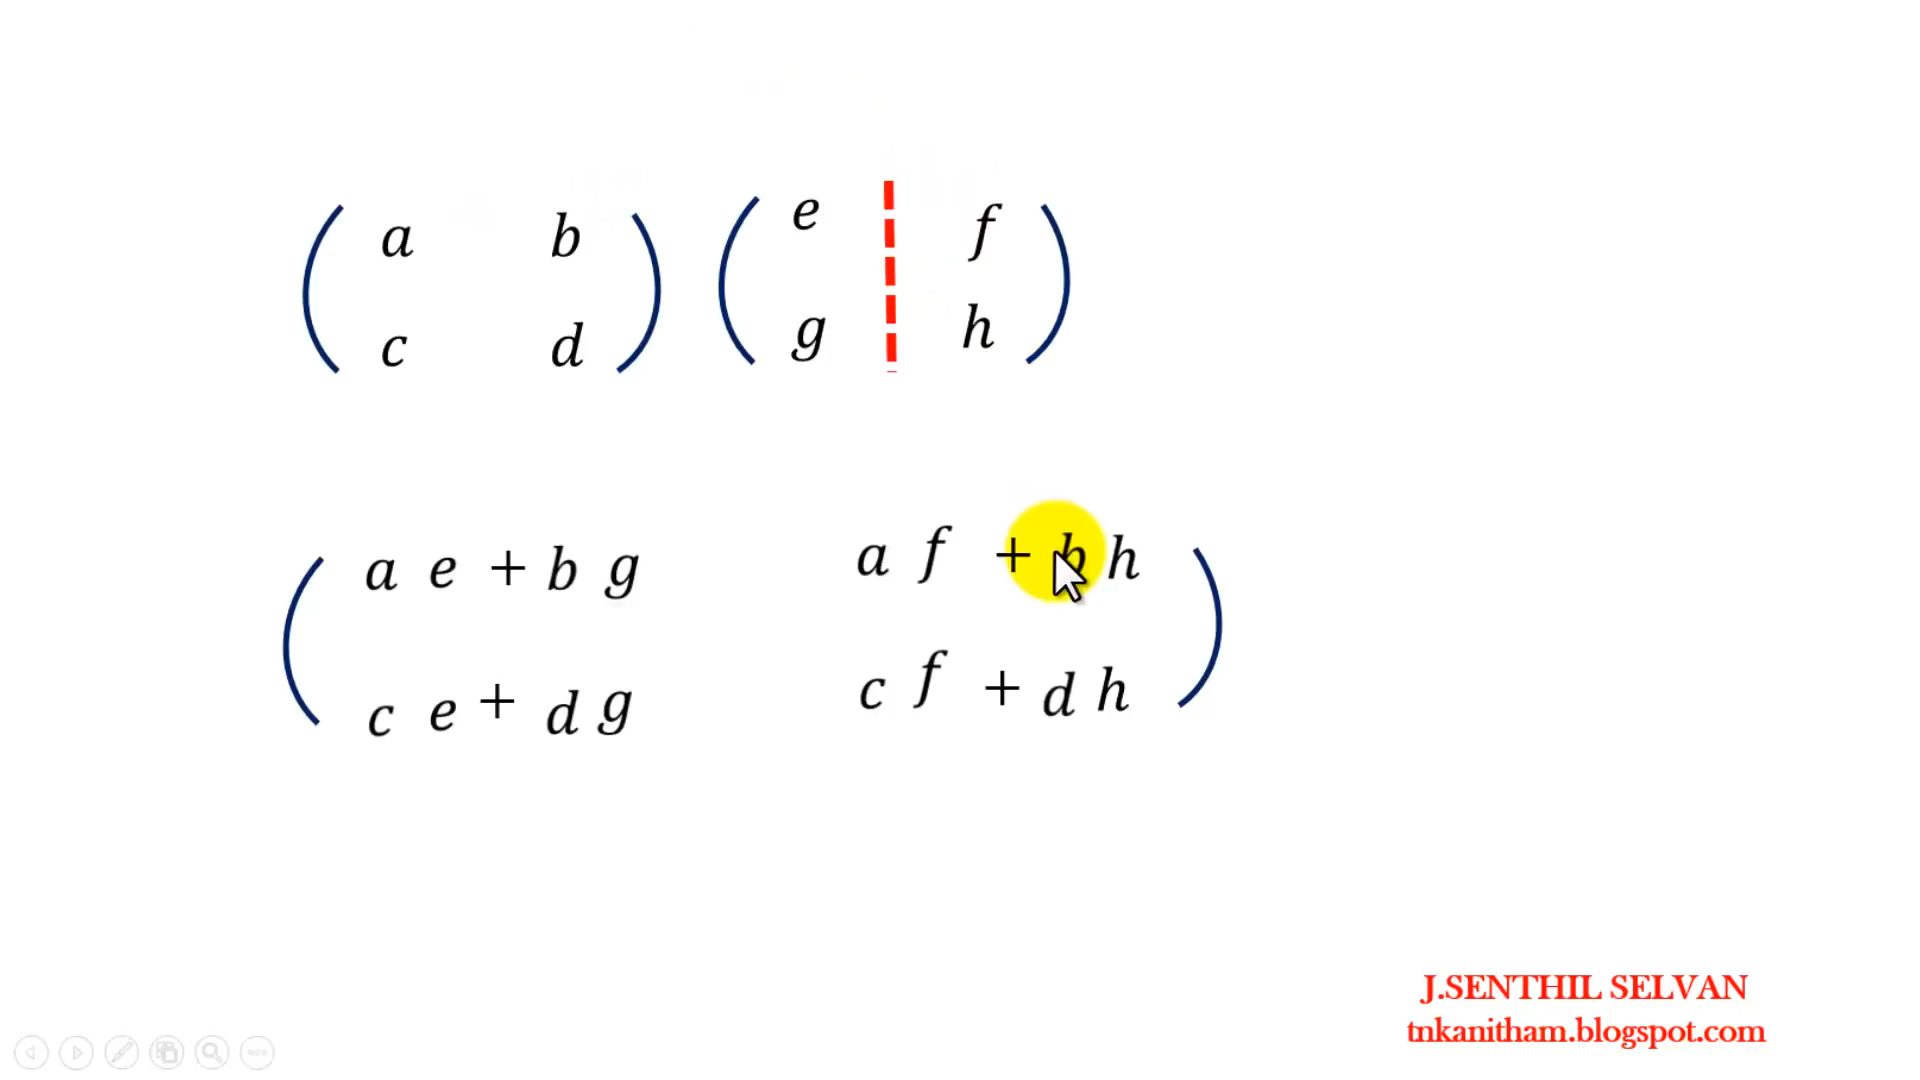 ( a b ) ( e f )
c d g h
( a e + b g a f + b h )
c e + d g c f + d h
J.SENTHIL SELVAN
tnkanitham.blogspot.com